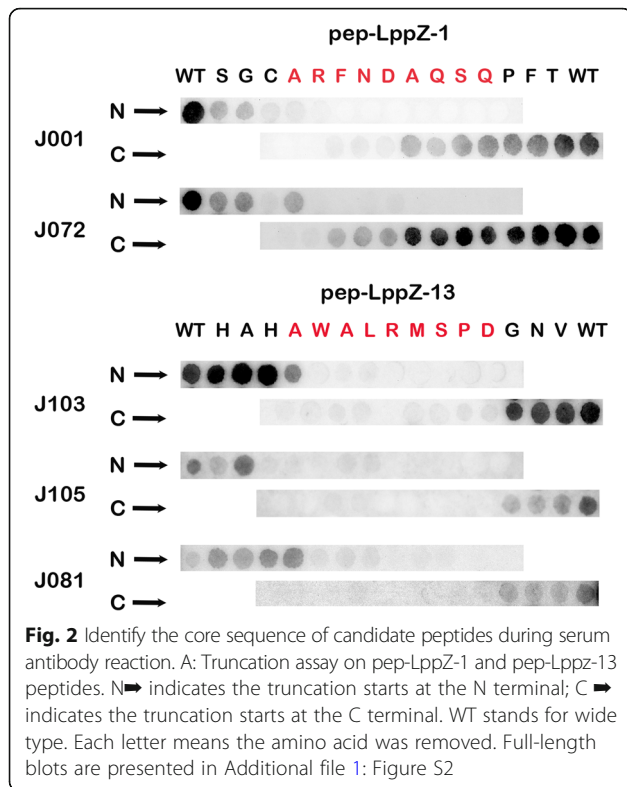 pep-LppZ-1
WT S G C A R F N D A Q S Q P F T WT
N
J001
C
N
J072
C
pep-LppZ-13
WT H A H A W A L R M S P D G N V WT
N
J103
C
N
J105
C
N
J081
C
Fig. 2 Identify the core sequence of candidate peptides during serum
antibody reaction. A: Truncation assay on pep-LppZ-1 and pep-Lppz-13
peptides. N➡ indicates the truncation starts at the N terminal; C ➡
indicates the truncation starts at the C terminal. WT stands for wide
type. Each letter means the amino acid was removed. Full-length
blots are presented in Additional file 1: Figure S2